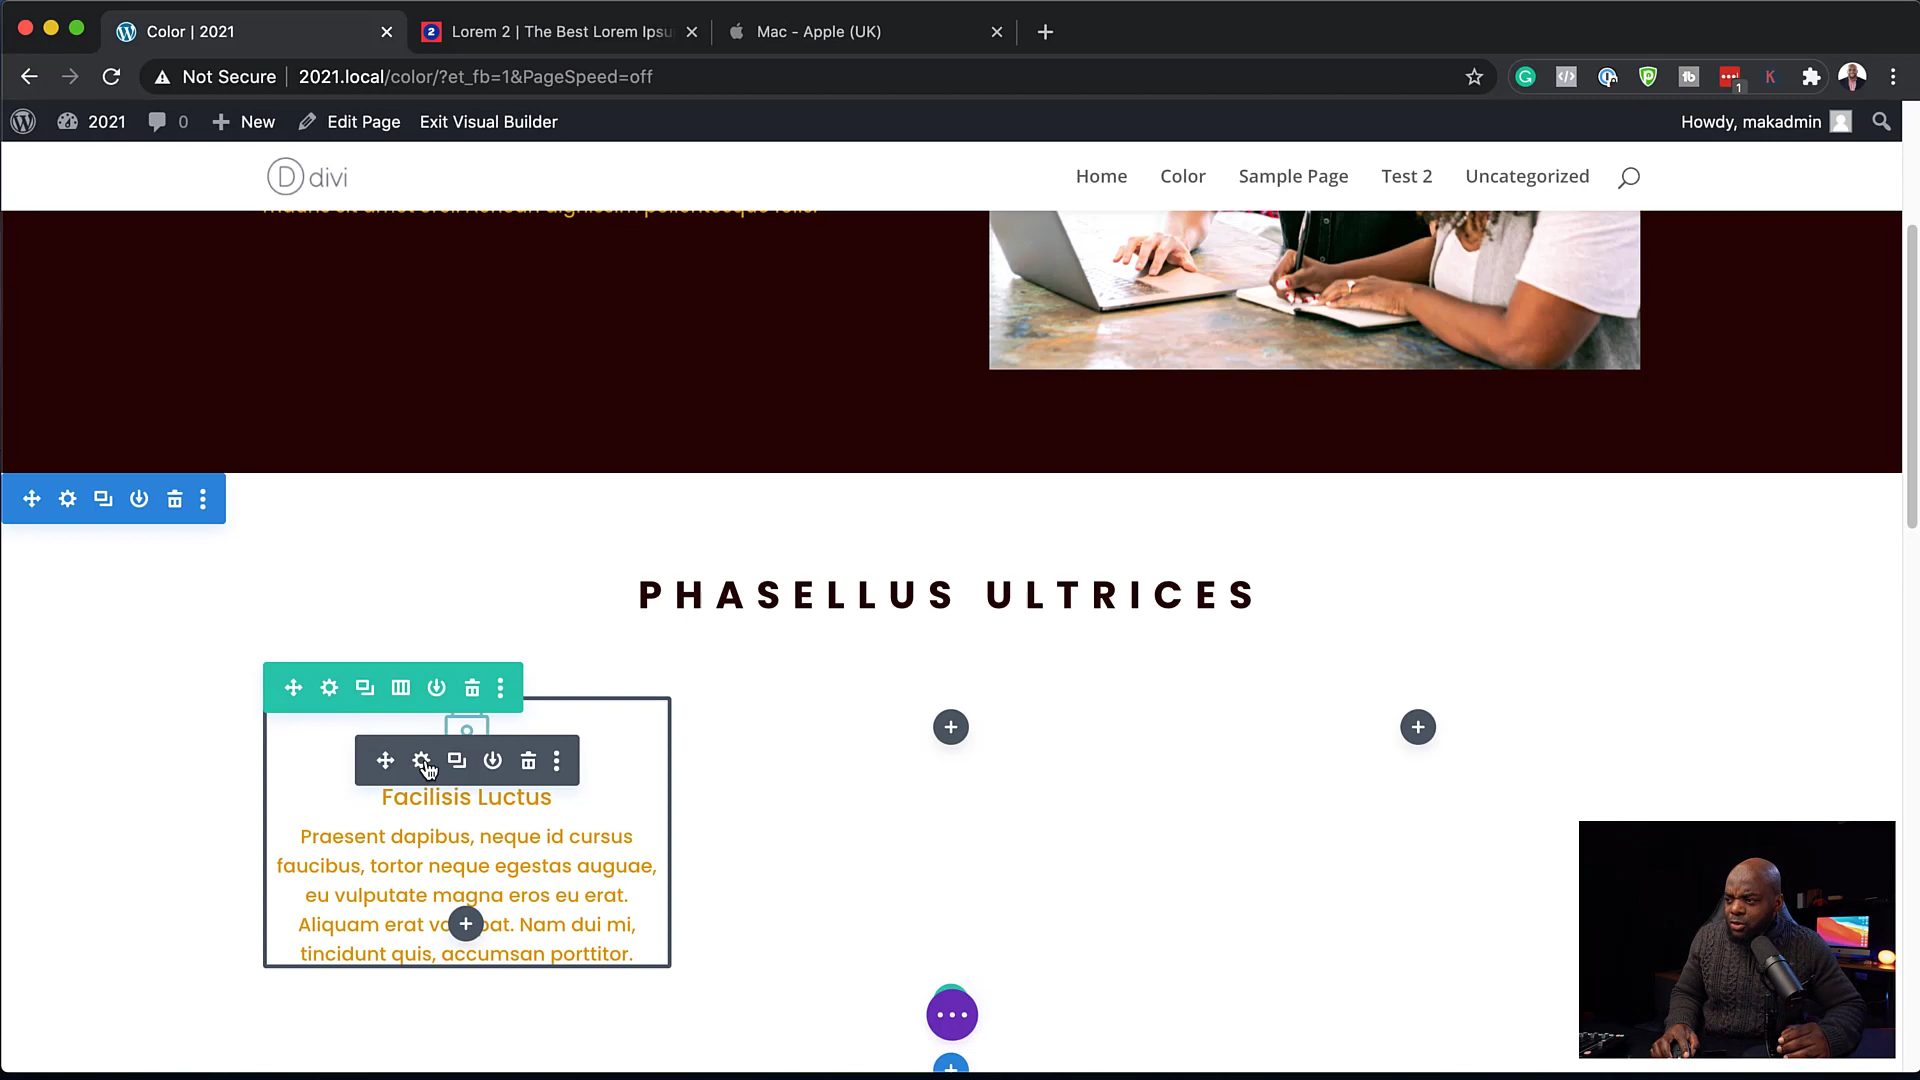 Color | 2021
Lorem 2 | The Best Lorem Ipsu
Mac - Apple (UK)
Not Secure
2021.local/color/?et_fb=1&PageSpeed=off
1
2021
0
New
Edit Page
Exit Visual Builder
Howdy, makadmin
D divi
Home
Color
Sample Page
Test 2
Uncategorized
PHASELLUS ULTRICES
Facilisis Luctus
Praesent dapibus, neque id cursus
faucibus, tortor neque egestas auguae,
eu vulputate magna eros eu erat.
Aliquam erat pat. Nam dui mi,
tincidunt quis, accumsan porttitor.